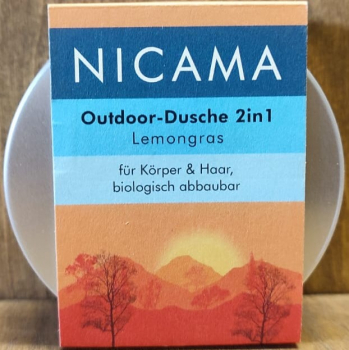 NICAMA
Outdoor-Dusche 2in1
Lemongras
für Körper & Haar,
biologisch abbaubar